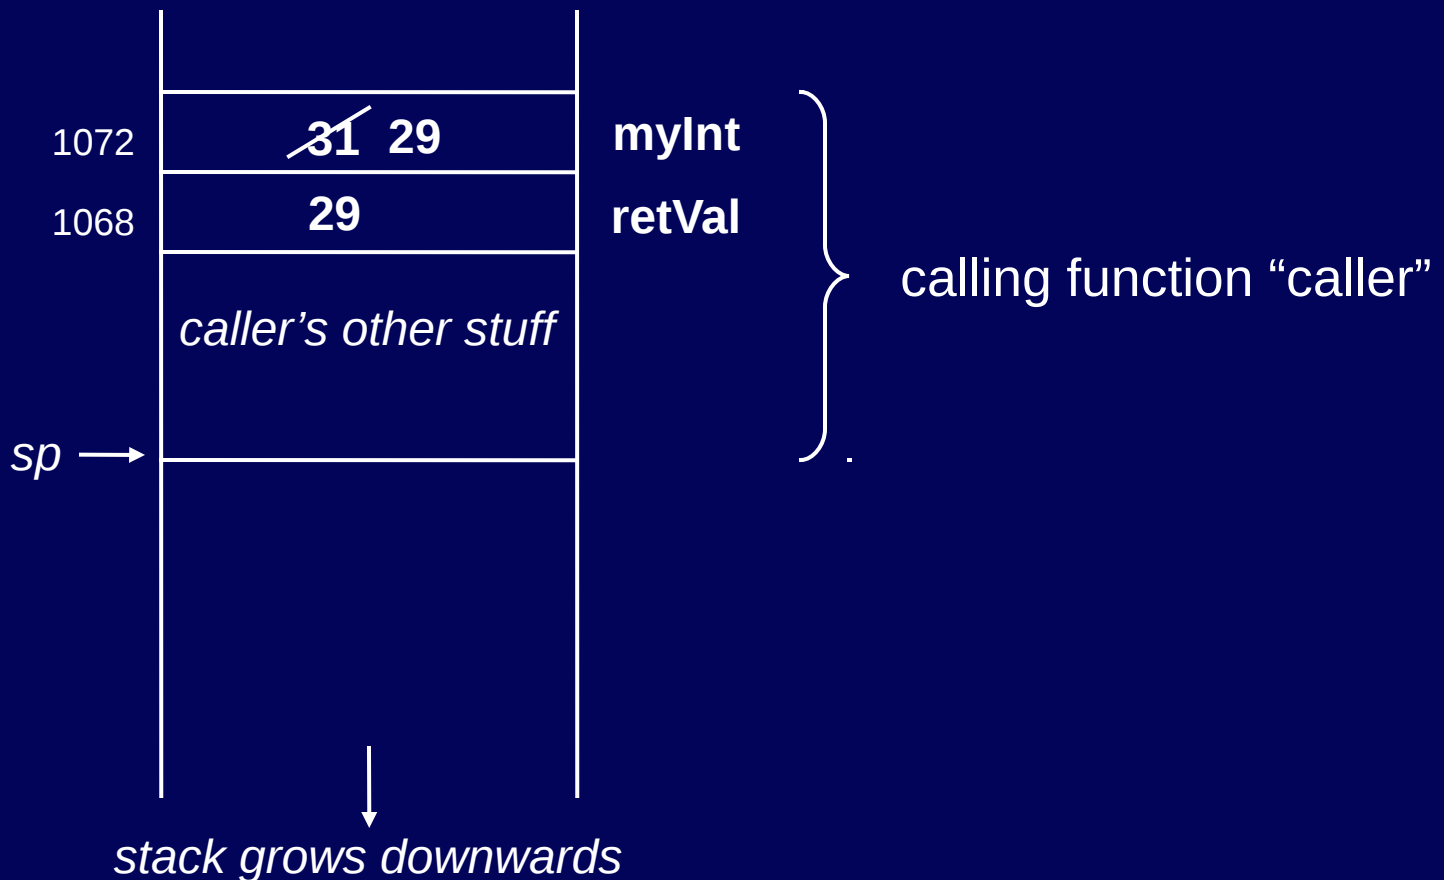 1072 31 29 myInt
1068 29 retVal
calling function “caller”
caller’s other stuff
sp
stack grows downwards